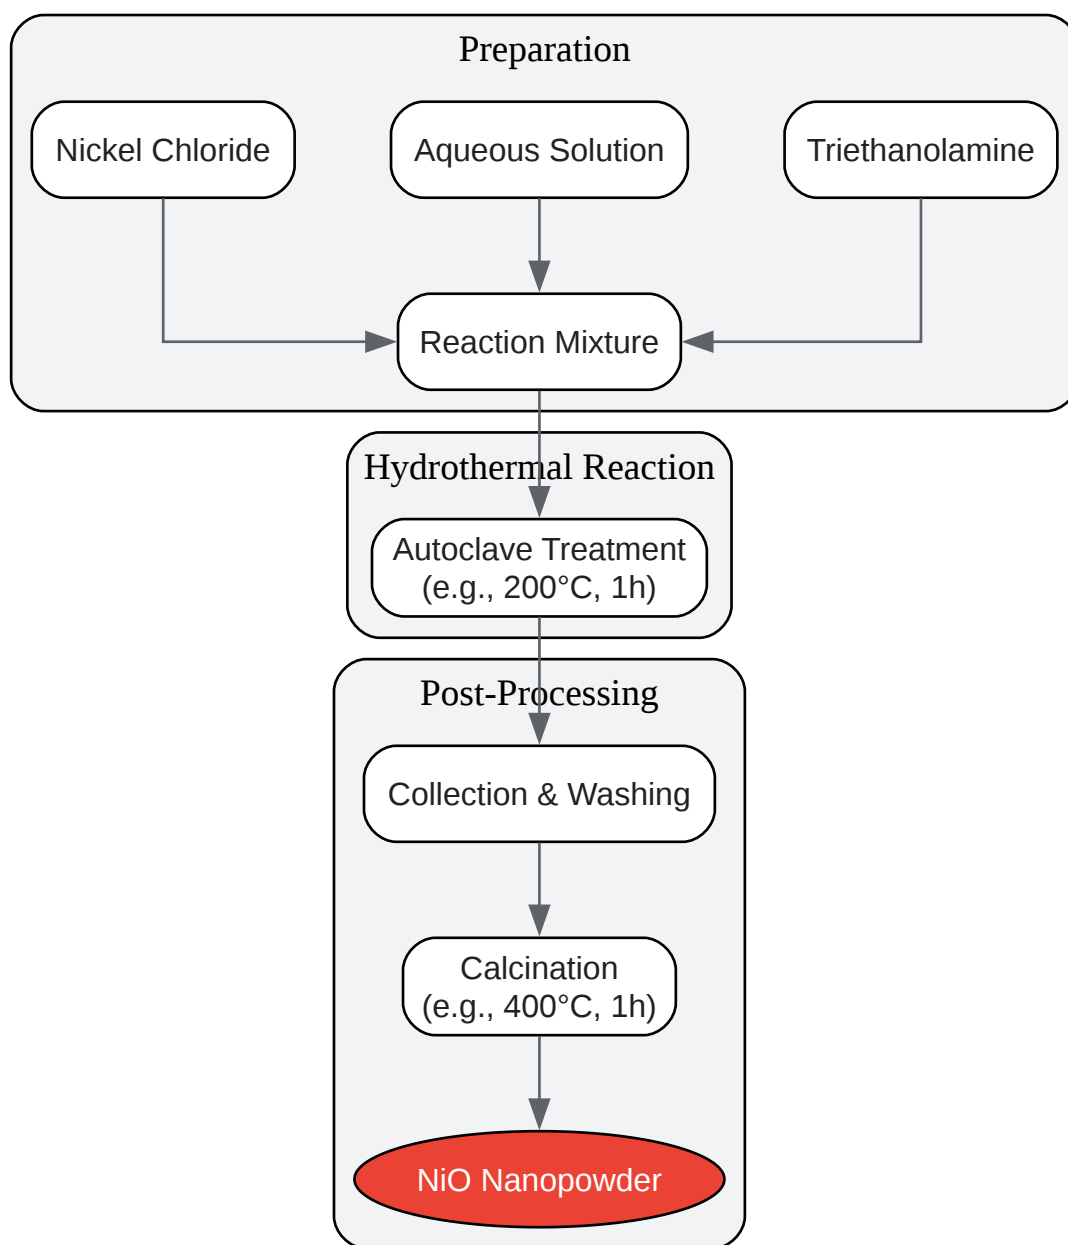 Preparation
Nickel Chloride
Aqueous Solution
Triethanolamine
Reaction Mixture
Hydrothermal Reaction
Autoclave Treatment
(e.g., 200°C, 1h)
Post-Processing
Collection & Washing
Calcination
(e.g., 400°C, 1h)
NiO Nanopowder